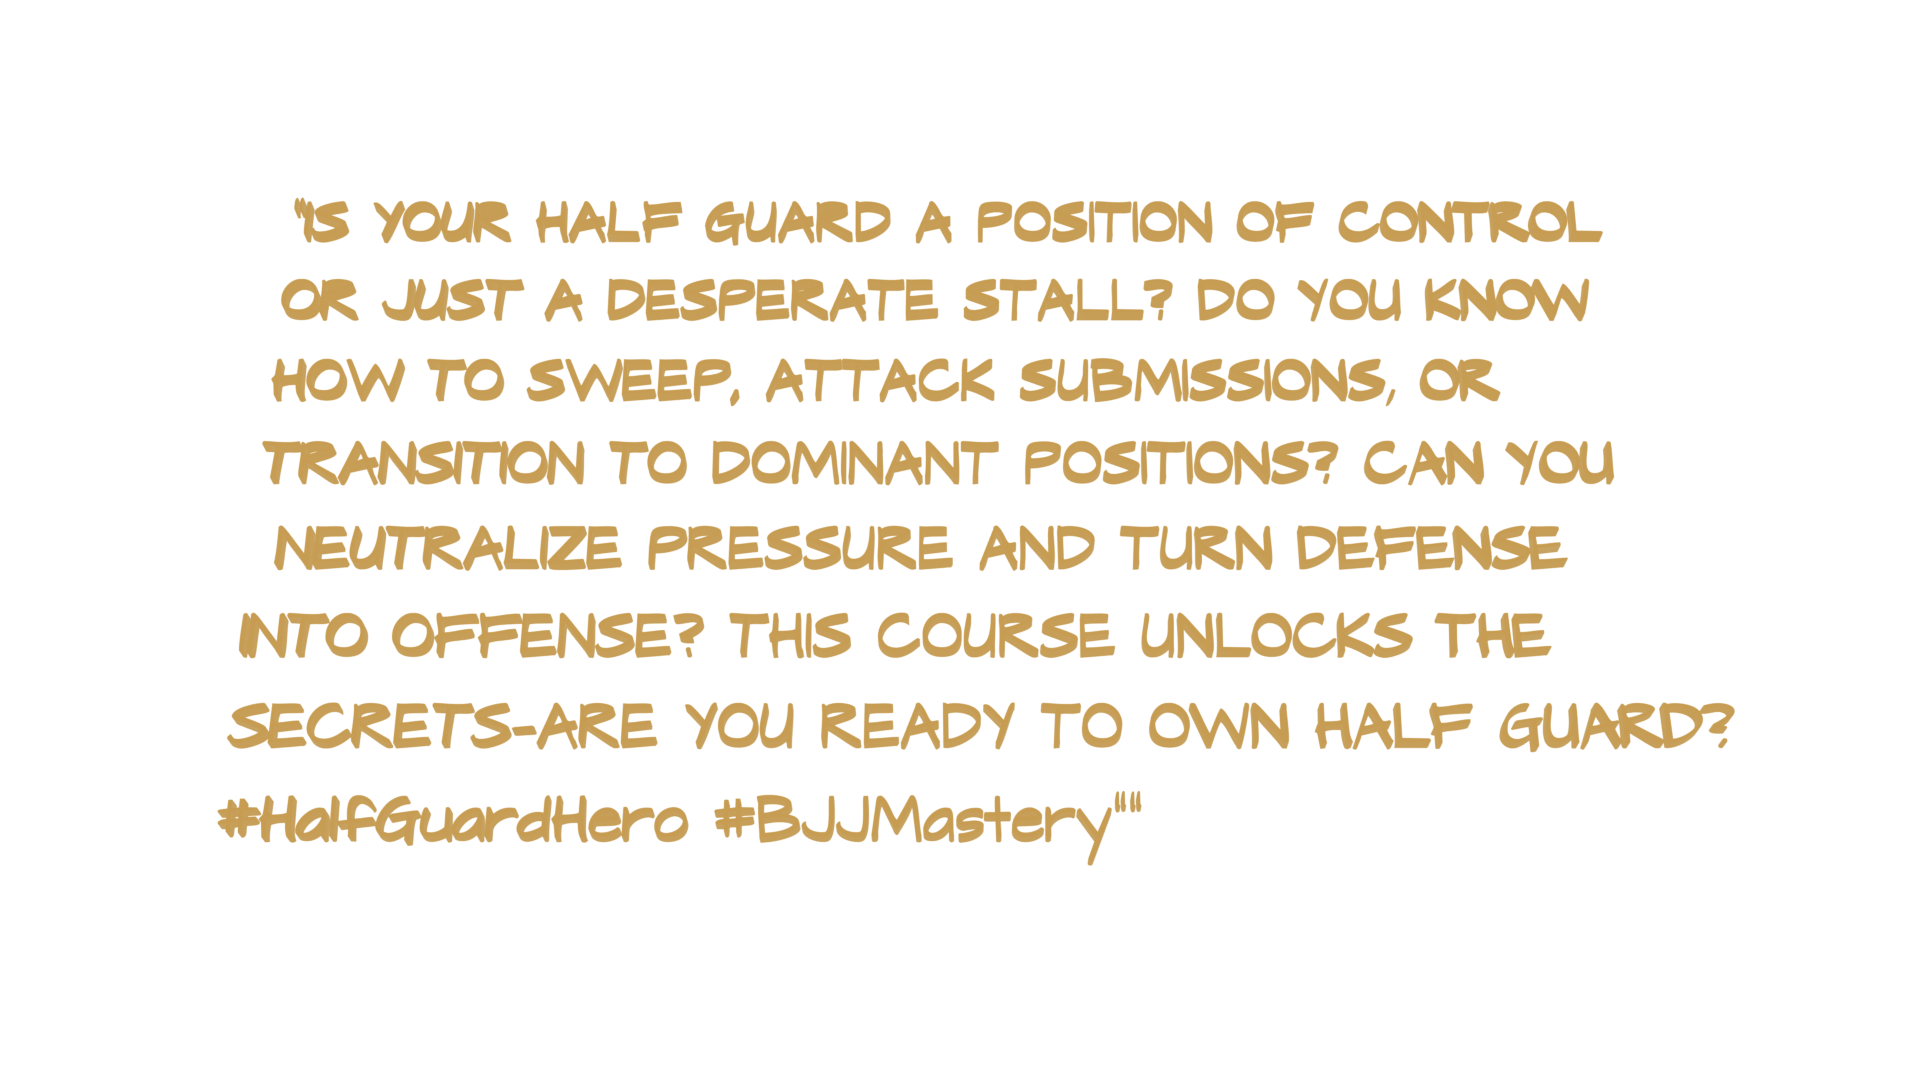 "IS YOUR HALF GUARD A POSITION OF CONTROL
OR JUST A DESPERATE STALL? DO YOU KNOW
HOW TO SWEEP, ATTACK SUBMISSIONS, OR
TRANSITION TO DOMINANT POSITIONS? CAN YOU
NEUTRALIZE PRESSURE AND TURN DEFENSE
INTO OFFENSE? THIS COURSE UNLOCKS THE
SECRETS-ARE YOU READY TO OWN HALF GUARD?
#HalfGuardHero #BJJMastery""